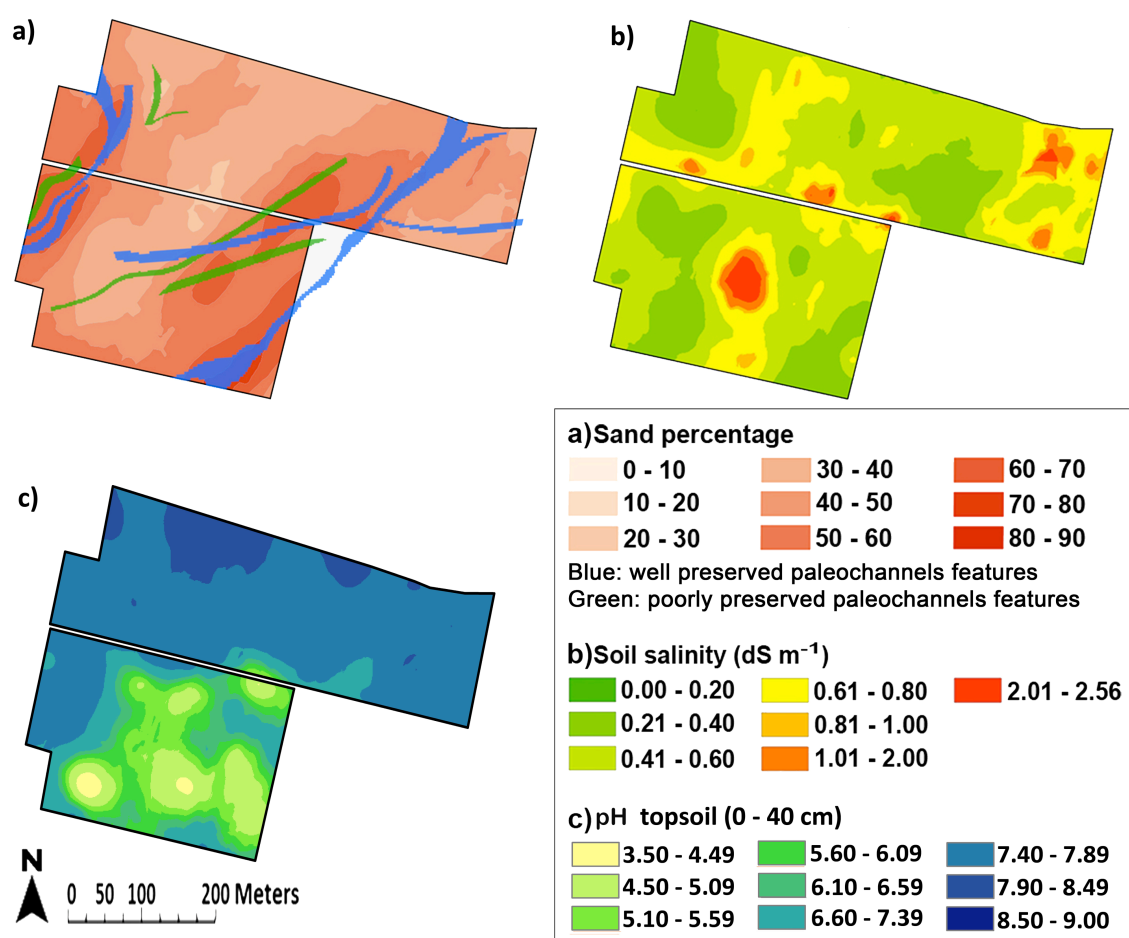 a)
b)
a)Sand percentage
0 - 10 30 - 40 60 - 70
10 - 20 40 - 50 70 - 80
20 - 30 50 - 60 80 - 90
Blue: well preserved paleochannels features
Green: poorly preserved paleochannels features
b)Soil salinity (dS m⁻¹)
0.00 - 0.20 0.61 - 0.80 2.01 - 2.56
0.21 - 0.40 0.81 - 1.00
0.41 - 0.60 1.01 - 2.00
c)
c)pH topsoil (0 - 40 cm)
3.50 - 4.49 5.60 - 6.09 7.40 - 7.89
4.50 - 5.09 6.10 - 6.59 7.90 - 8.49
5.10 - 5.59 6.60 - 7.39 8.50 - 9.00
N
0 50 100 200 Meters